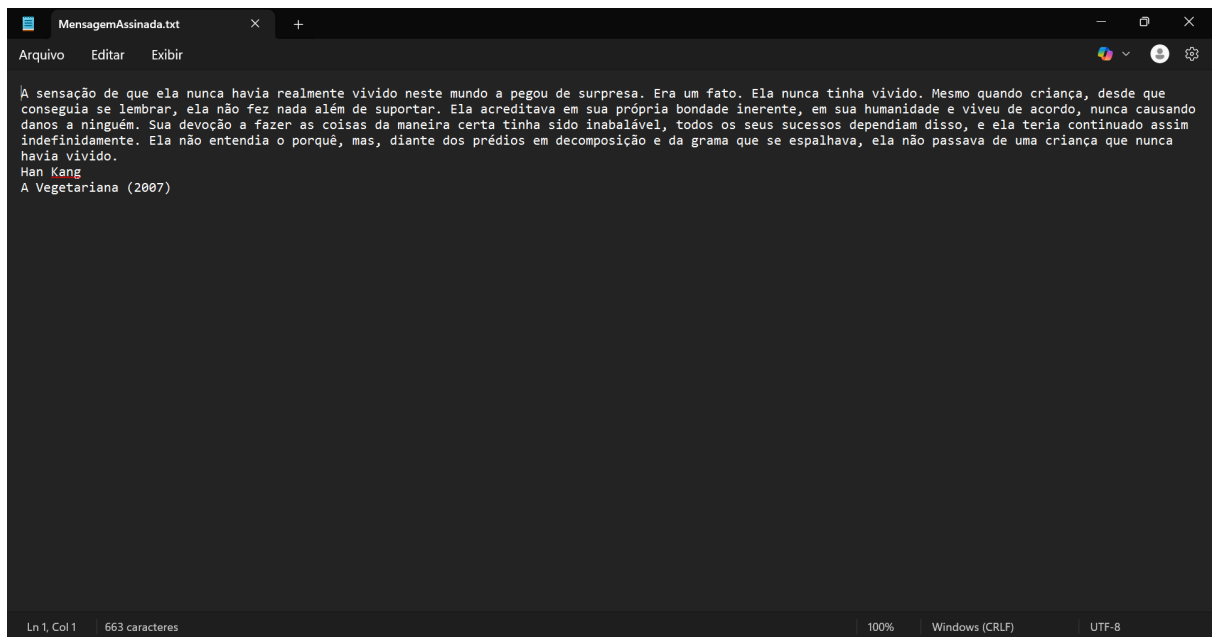 MensagemAssinada.txt
Arquivo Editar Exibir
A sensação de que ela nunca havia realmente vivido neste mundo a pegou de surpresa. Era um fato. Ela nunca tinha vivido. Mesmo quando criança, desde que
conseguia se lembrar, ela não fez nada além de suportar. Ela acreditava em sua própria bondade inerente, em sua humanidade e viveu de acordo, nunca causando
danos a ninguém. Sua devoção a fazer as coisas da maneira certa tinha sido inabalável, todos os seus sucessos dependiam disso, e ela teria continuado assim
indefinidamente. Ela não entendia o porquê, mas, diante dos prédios em decomposição e da grama que se espalhava, ela não passava de uma criança que nunca
havia vivido.
Han Kang
A Vegetariana (2007)
Ln 1, Col 1 663 caracteres 100% Windows (CRLF) UTF-8